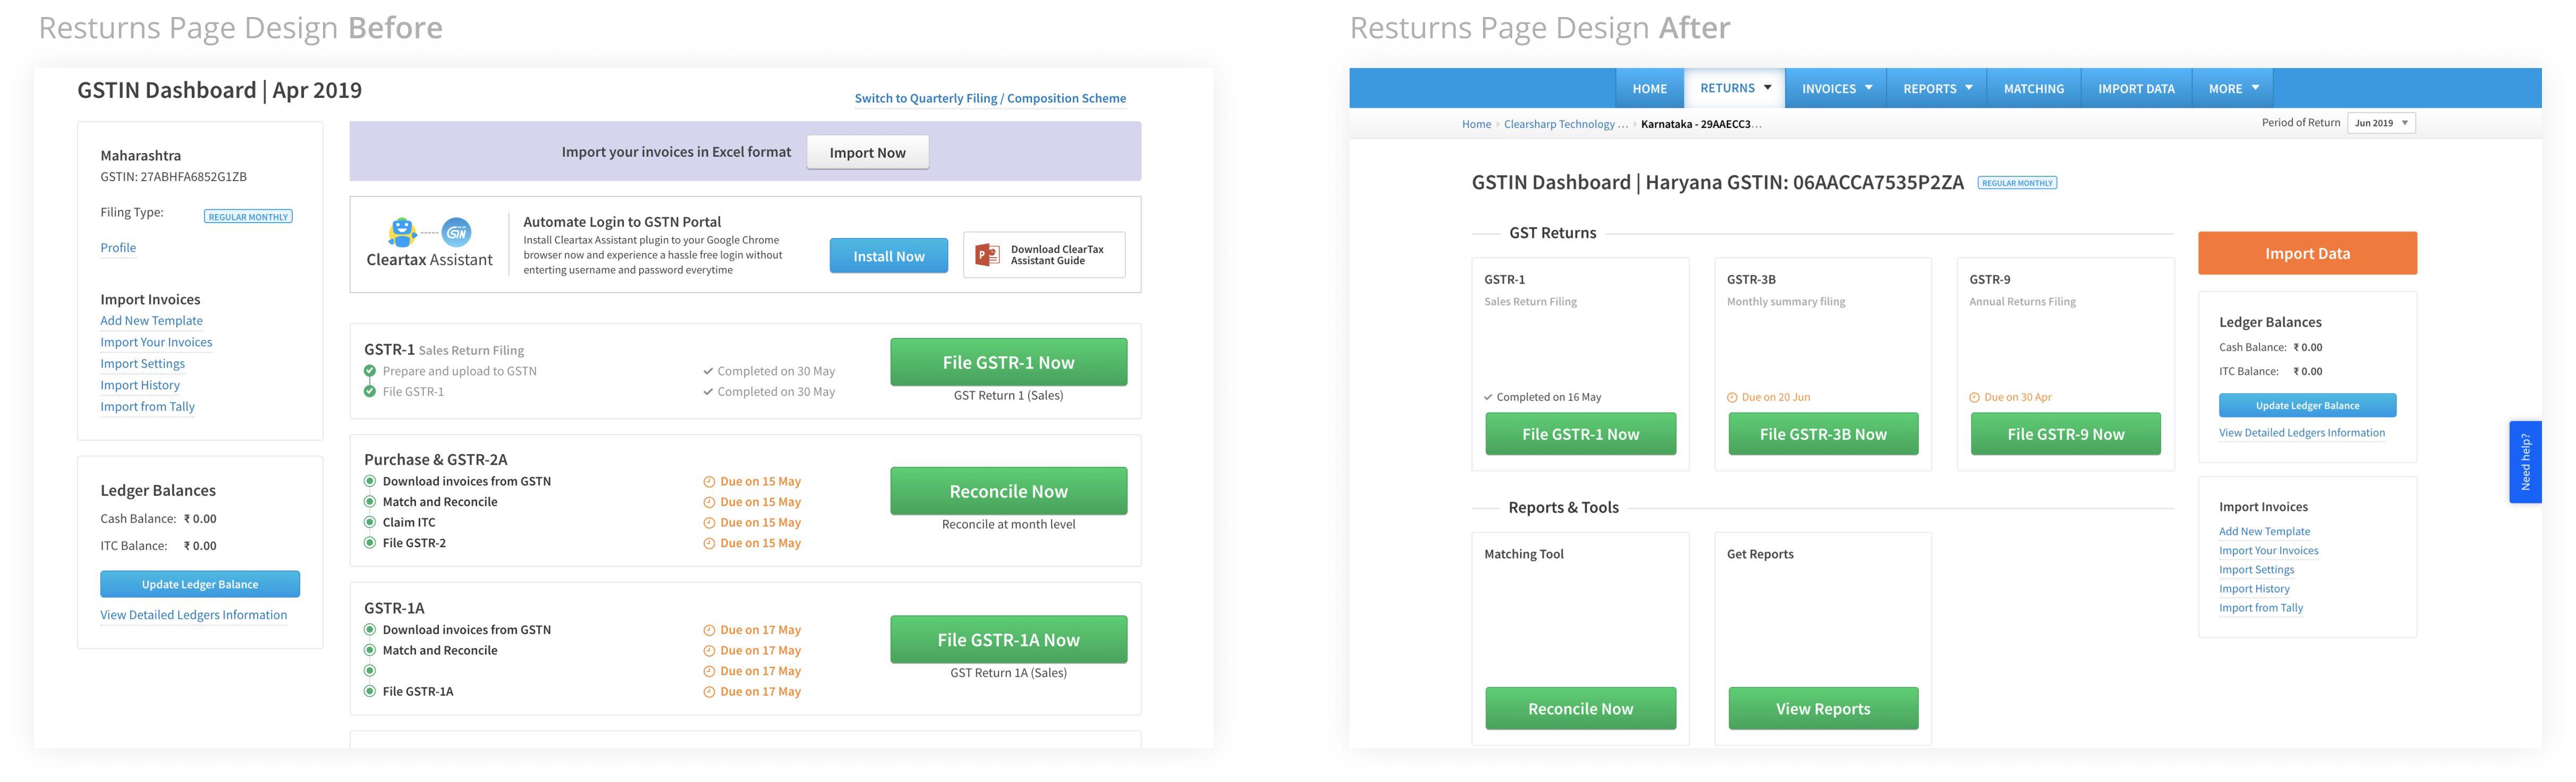 Resturns Page Design Before
GSTIN Dashboard | Apr 2019
Switch to Quarterly Filing / Composition Scheme
Maharashtra
GSTIN: 27ABHFA6852G1ZB
Filing Type: REGULAR MONTHLY
Profile
Import Invoices
Add New Template
Import Your Invoices
Import Settings
Import History
Import from Tally
Ledger Balances
Cash Balance: ₹ 0.00
ITC Balance: ₹ 0.00
Update Ledger Balance
View Detailed Ledgers Information
Import your invoices in Excel format Import Now
Cleartax Assistant
Automate Login to GSTN Portal
Install Cleartax Assistant plugin to your Google Chrome
browser now and experience a hassle free login without
enterting username and password everytime
Install Now
Download ClearTax
Assistant Guide
GSTR-1 Sales Return Filing
Prepare and upload to GSTN Completed on 30 May
File GSTR-1 Completed on 30 May
File GSTR-1 Now
GST Return 1 (Sales)
Purchase & GSTR-2A
Download invoices from GSTN Due on 15 May
Match and Reconcile Due on 15 May
Claim ITC Due on 15 May
File GSTR-2 Due on 15 May
Reconcile Now
Reconcile at month level
GSTR-1A
Download invoices from GSTN Due on 17 May
Match and Reconcile Due on 17 May
Due on 17 May
File GSTR-1A Due on 17 May
File GSTR-1A Now
GST Return 1A (Sales)
Resturns Page Design After
HOME RETURNS INVOICES REPORTS MATCHING IMPORT DATA MORE
Home Clearsharp Technology ... Karnataka - 29AAECC3...
Period of Return Jun 2019
GSTIN Dashboard | Haryana GSTIN: 06AACCA7535P2ZA REGULAR MONTHLY
GST Returns
GSTR-1
Sales Return Filing
Completed on 16 May
File GSTR-1 Now
GSTR-3B
Monthly summary filing
Due on 20 Jun
File GSTR-3B Now
GSTR-9
Annual Returns Filing
Due on 30 Apr
File GSTR-9 Now
Reports & Tools
Matching Tool
Reconcile Now
Get Reports
View Reports
Import Data
Ledger Balances
Cash Balance: ₹ 0.00
ITC Balance: ₹ 0.00
Update Ledger Balance
View Detailed Ledgers Information
Import Invoices
Add New Template
Import Your Invoices
Import Settings
Import History
Import from Tally
Need help?